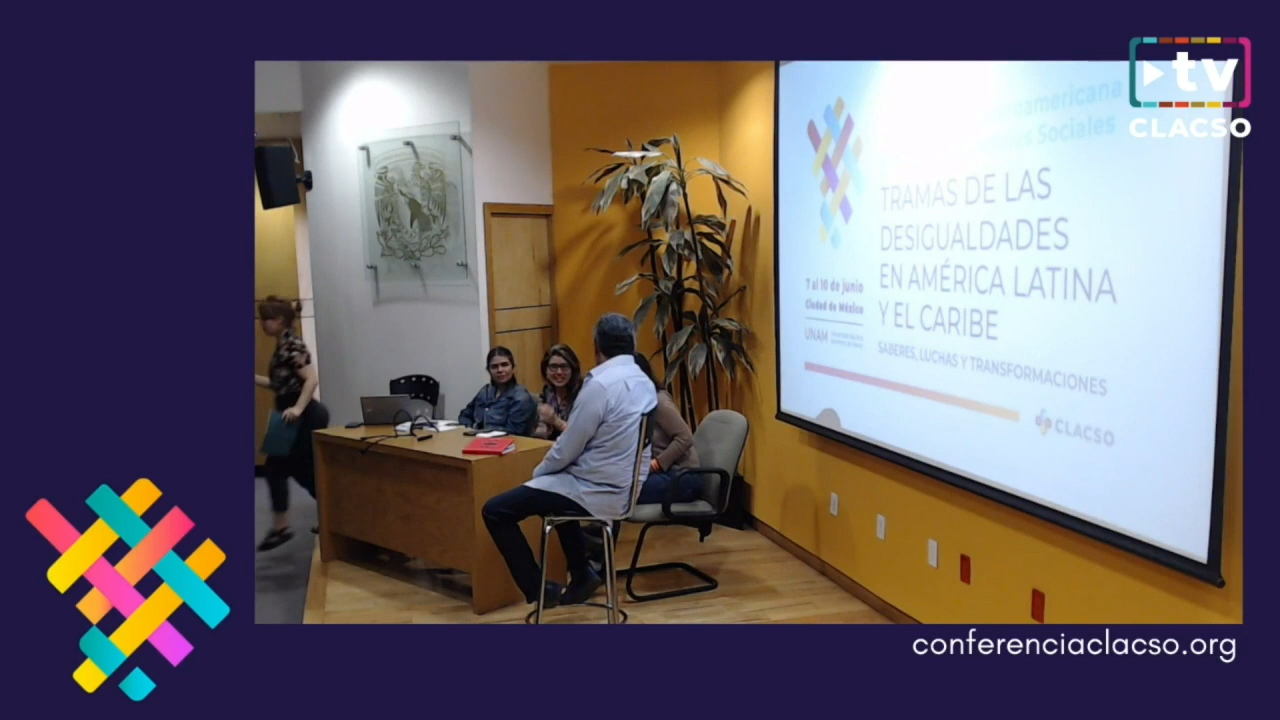 tv
CLACSO
TRAMAS DE LAS
DESIGUALDADES
EN AMÉRICA LATINA
Y EL CARIBE
SABERES, LUCHAS Y TRANSFORMACIONES
7 al 10 de junio
Ciudad de México
UNAM
CLACSO
conferenciaclacso.org